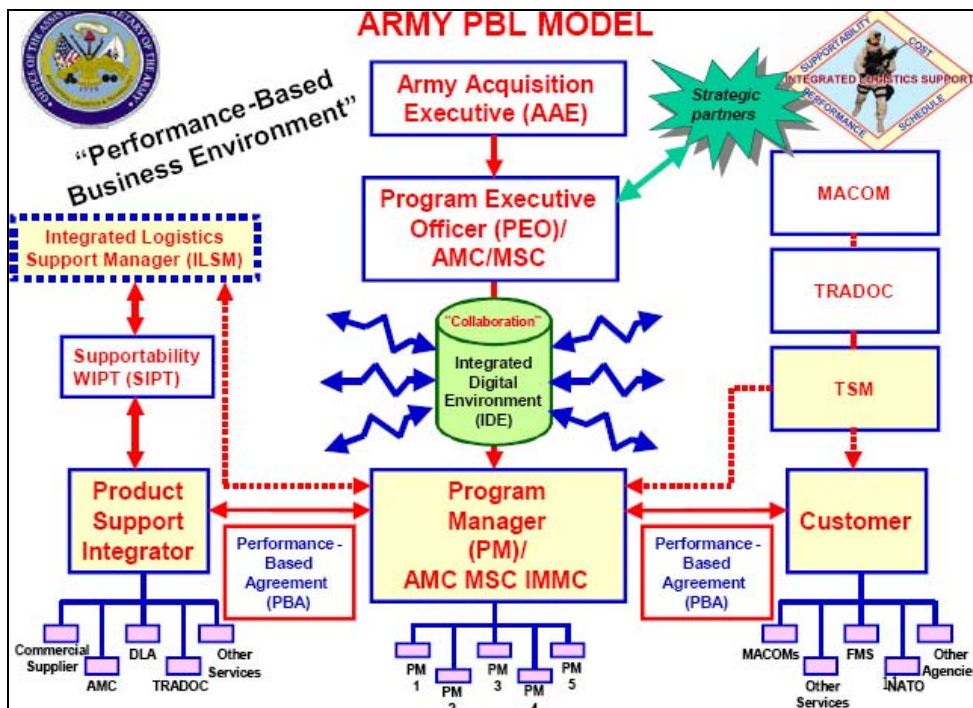 ARMY PBL MODEL
"Performance-Based
Business Environment"
Army Acquisition
Executive (AAE)
Strategic
partners
SUPPORTABILITY
COST
INTEGRATED LOGISTICS SUPPORT
PERFORMANCE
SCHEDULE
Program Executive
Officer (PEO)/
AMC/MSC
MACOM
TRADOC
TSM
Integrated Logistics
Support Manager (ILSM)
"Collaboration"
Integrated
Digital
Environment
(IDE)
Supportability
WIPT (SIPT)
Product
Support
Integrator
Performance -
Based
Agreement
(PBA)
Program
Manager
(PM)/
AMC MSC IMMC
Performance -
Based
Agreement
(PBA)
Customer
Commercial
Supplier
AMC
DLA
TRADOC
Other
Services
PM
1
PM
PM
3
PM
PM
5
MACOMs
Other
Services
FMS
NATO
Other
Agencies